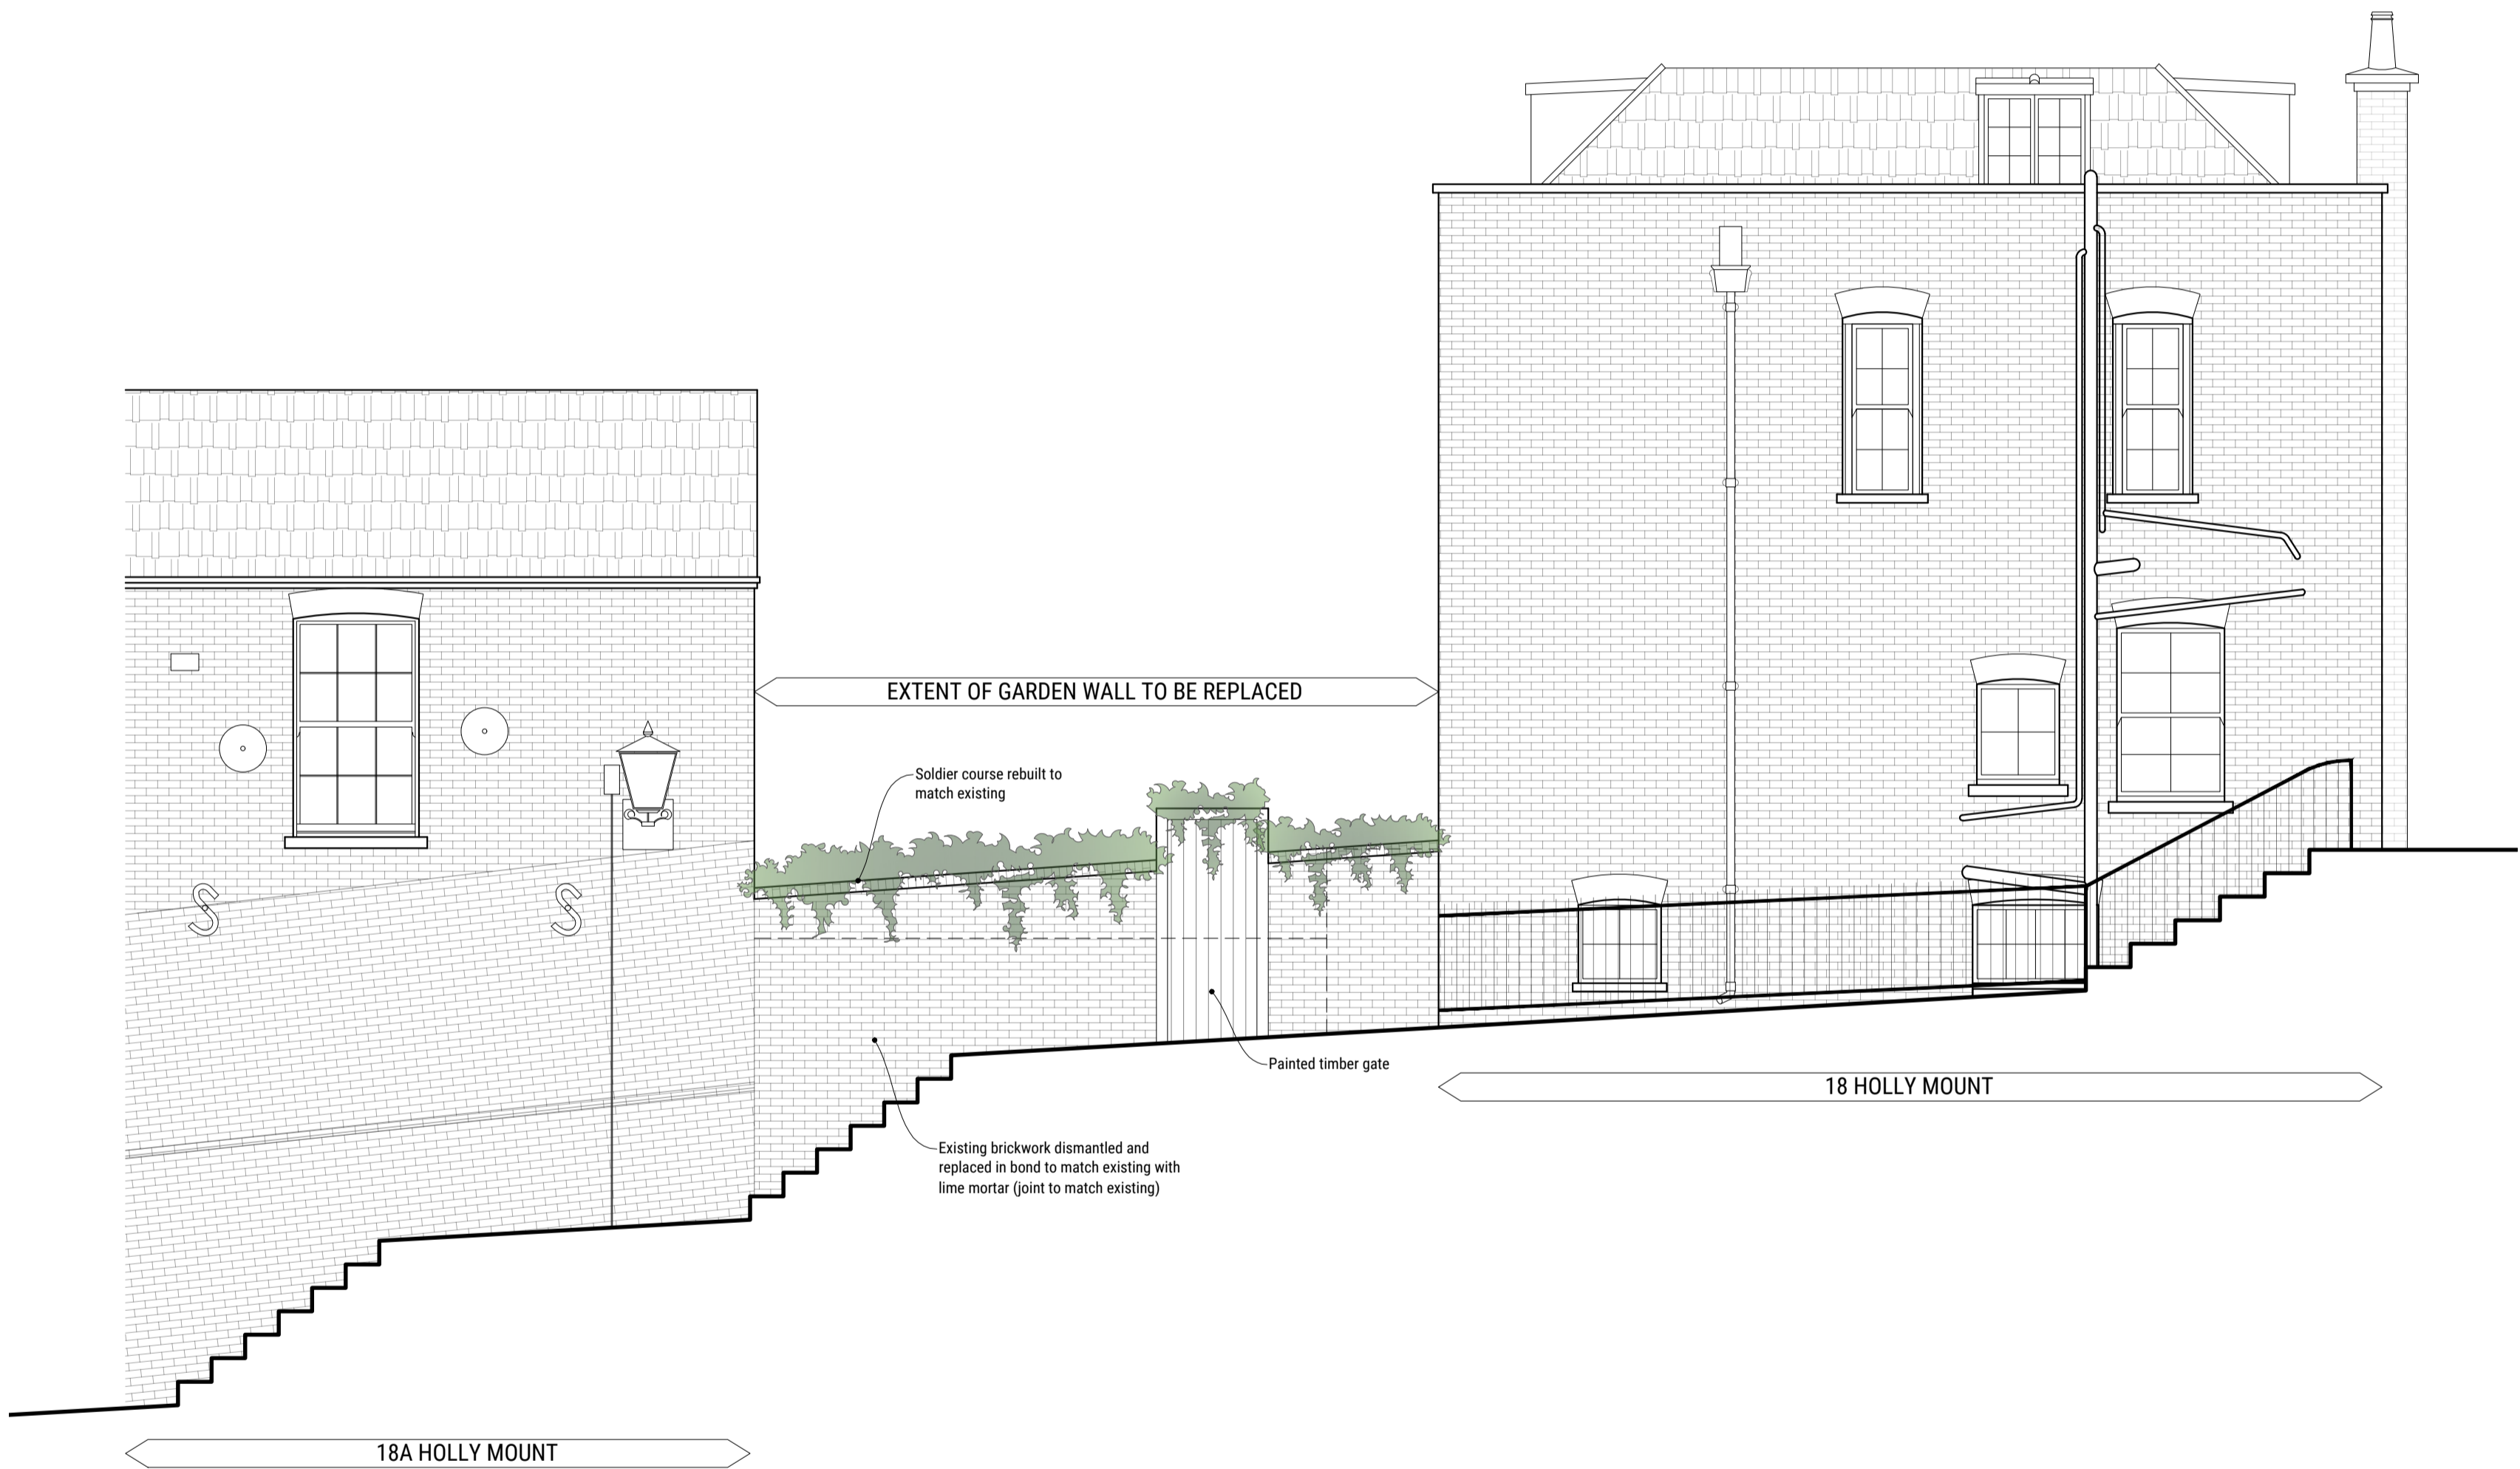 EXTENT OF GARDEN WALL TO BE REPLACED
Soldier course rebuilt to
match existing
Painted timber gate
18 HOLLY MOUNT
Existing brickwork dismantled and
replaced in bond to match existing with
lime mortar (joint to match existing)
18A HOLLY MOUNT